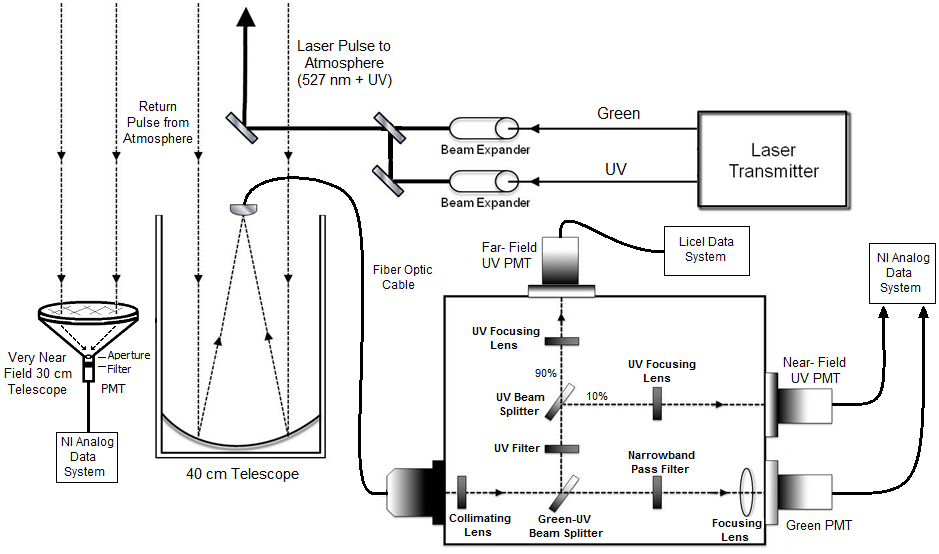 Laser Pulse to
Atmosphere
(527 nm + UV)
Return
Pulse from
Atmosphere
Green
Beam Expander
UV
Beam Expander
Laser
Transmitter
Far- Field
UV PMT
Licel Data
System
NI Analog
Data
System
Fiber Optic
Cable
Very Near
Field 30 cm
Telescope
Aperture
Filter
PMT
NI Analog
Data
System
40 cm Telescope
UV Focusing
Lens
90%
UV Beam
Splitter
10%
UV Focusing
Lens
Near- Field
UV PMT
UV Filter
Narrowband
Pass Filter
Collimating
Lens
Green-UV
Beam Splitter
Focusing
Lens
Green PMT